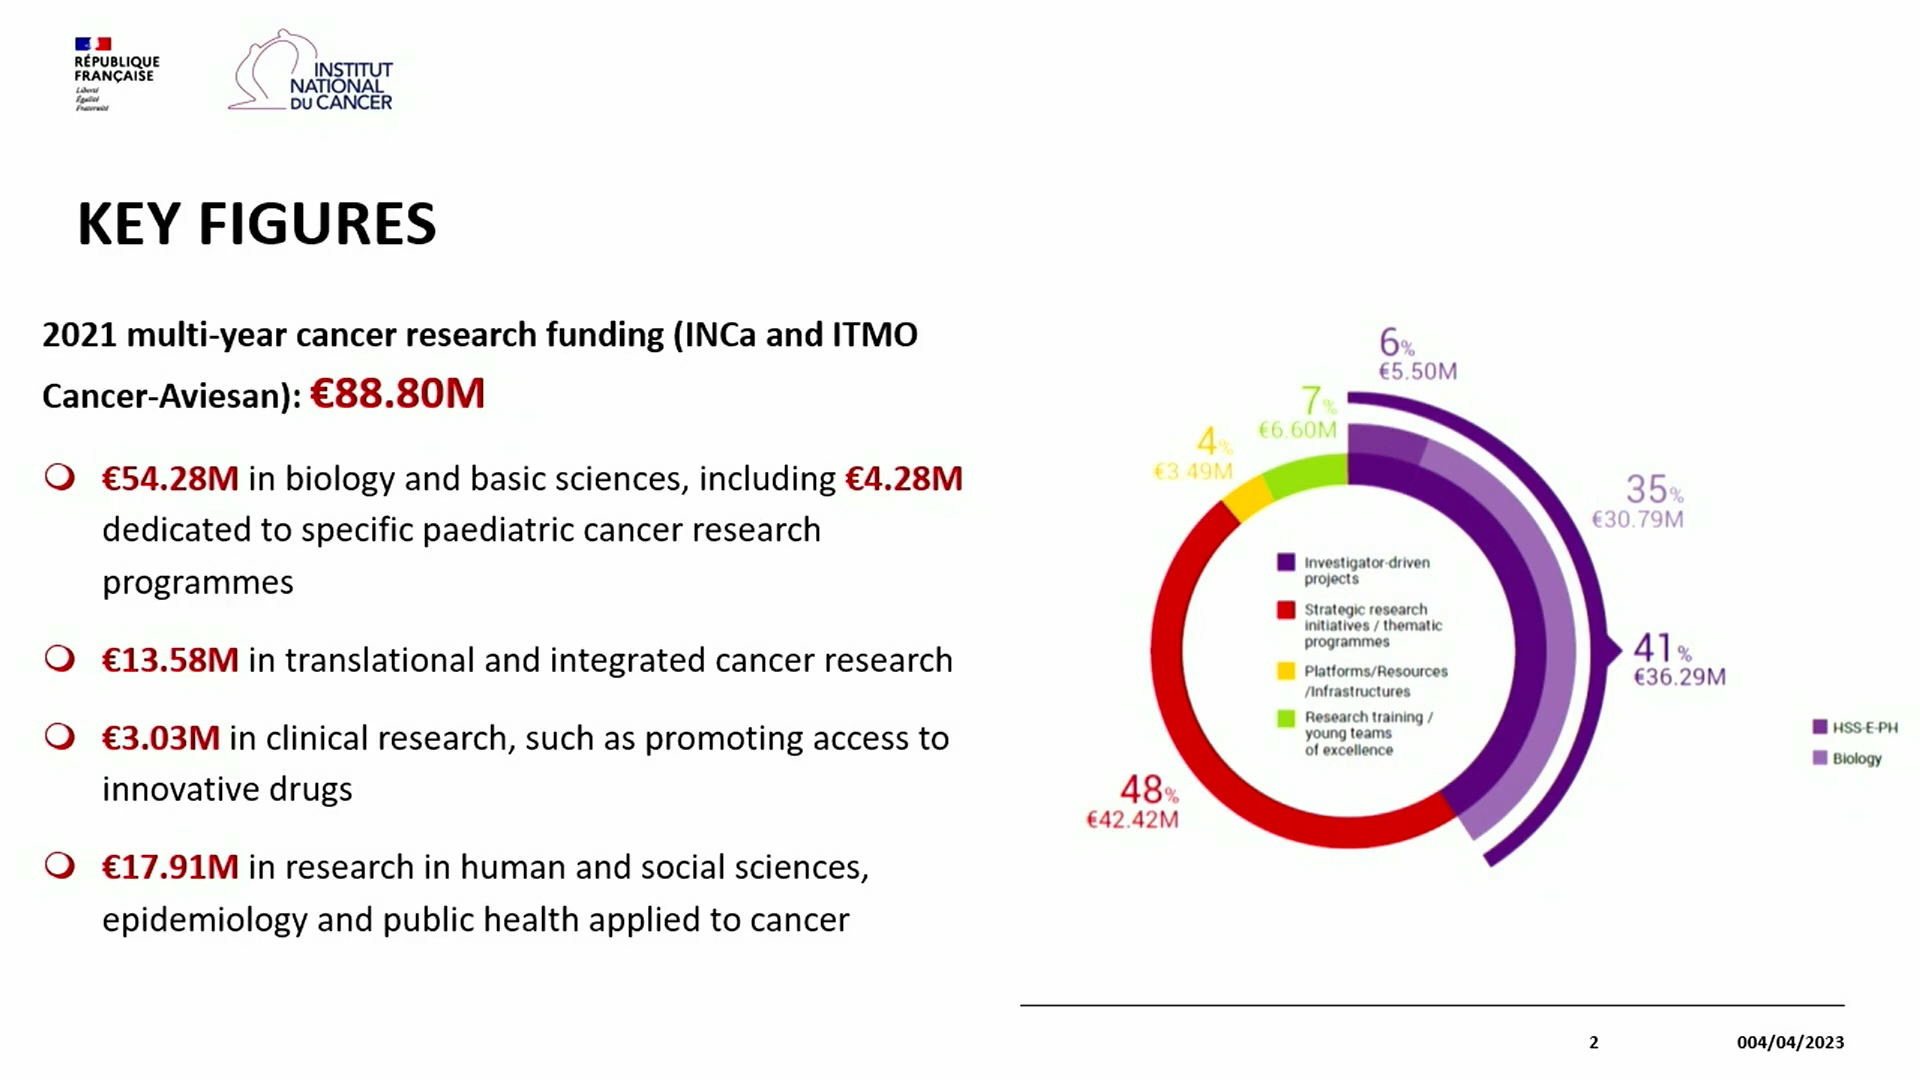 RÉPUBLIQUE
FRANÇAISE
Liberté
Égalité
Fraternité
INSTITUT
NATIONAL
DU CANCER
KEY FIGURES
2021 multi-year cancer research funding (INCa and ITMO
Cancer-Aviesan): €88.80M
€54.28M in biology and basic sciences, including €4.28M
dedicated to specific paediatric cancer research
programmes
€13.58M in translational and integrated cancer research
€3.03M in clinical research, such as promoting access to
innovative drugs
€17.91M in research in human and social sciences,
epidemiology and public health applied to cancer
6%
€5.50M
7%
€6.60M
4%
€3.49M
35%
€30.79M
41%
€36.29M
48%
€42.42M
Investigator-driven
projects
Strategic research
initiatives / thematic
programmes
Platforms/Resources
/Infrastructures
Research training /
young teams
of excellence
HSS-E-PH
Biology
2
004/04/2023